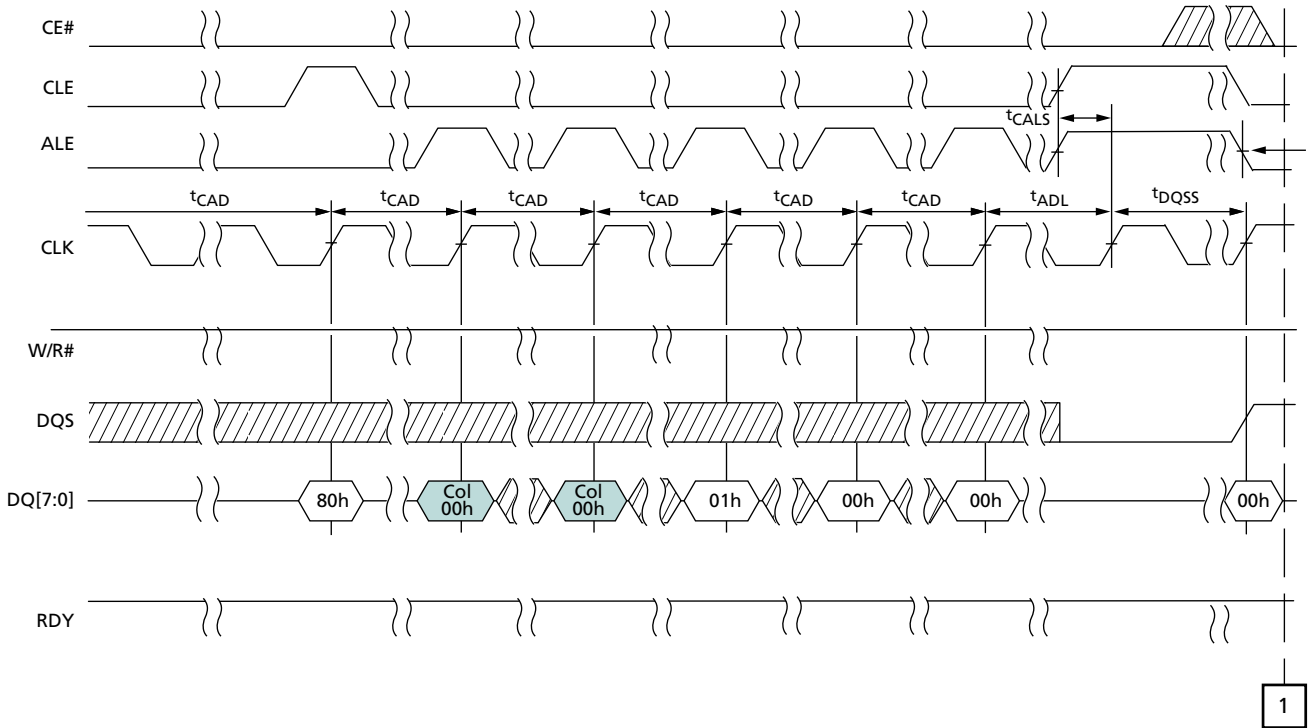 CE#
CLE
tCALS
ALE
tCAD tCAD tCAD tCAD tCAD tCAD tADL tDQSS
CLK
W/R#
DQS
DQ[7:0] 80h Col 00h Col 00h 01h 00h 00h 00h
RDY
1